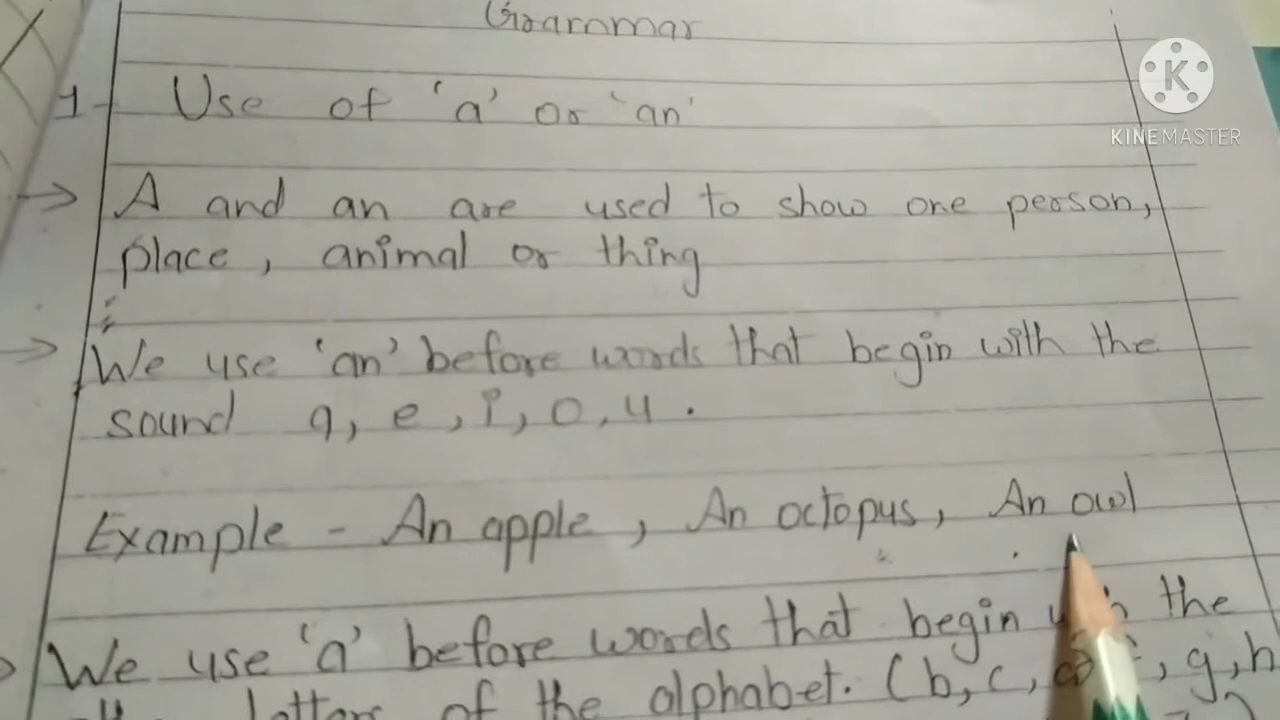 Grammar
KINEMASTER
1 - Use of 'a' or 'an'
→ A and an are used to show one person,
place, animal or thing
→ We use 'an' before words that begin with the
sound a, e, i, o, u.
Example - An apple, An octopus, An owl
We use 'a' before words that begin the
letters of the alphabet. (b, c, g, h